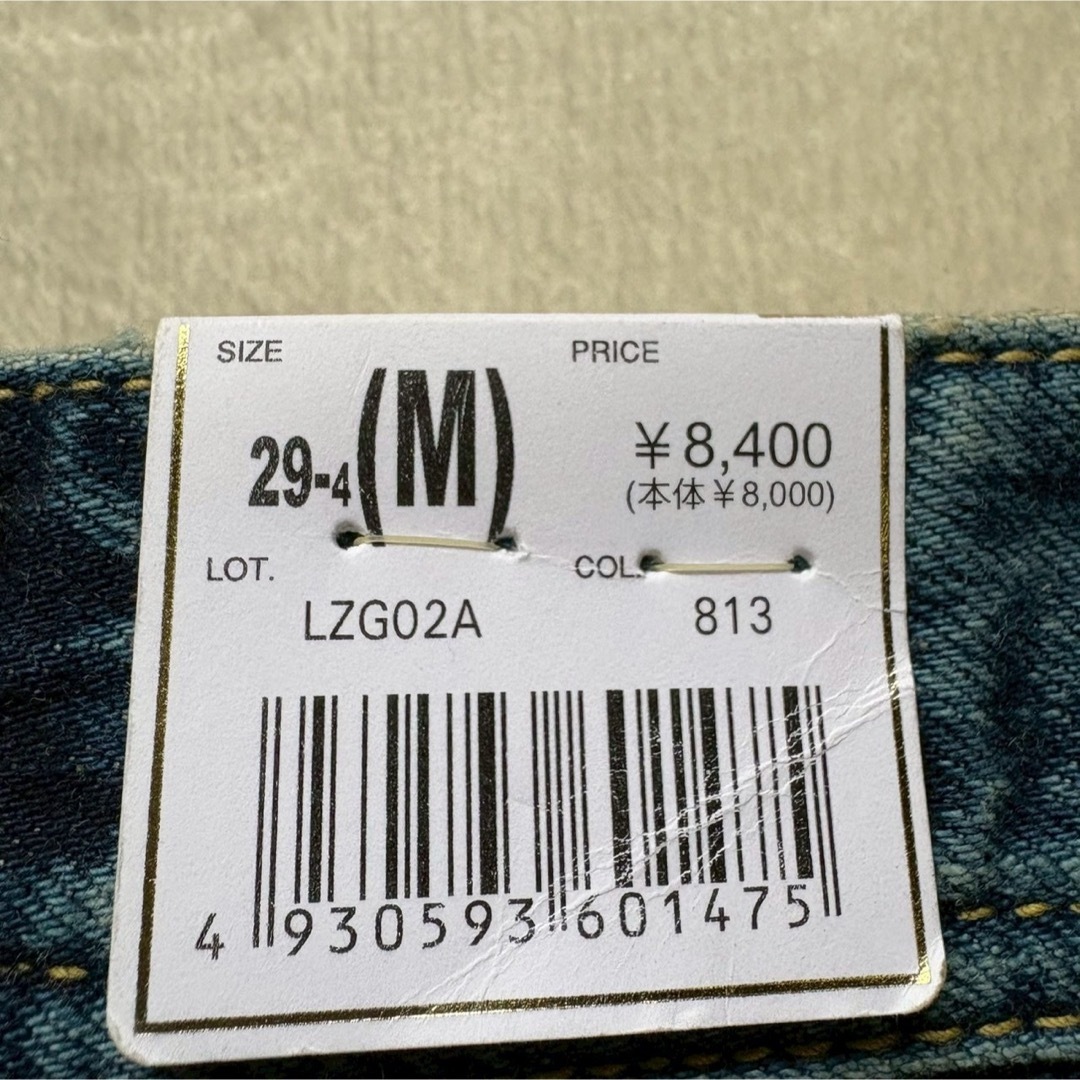 SIZE PRICE
29-4(M) ¥8,400
(本体¥8,000)
LOT. COL.
LZG02A 813
4 930593 601475